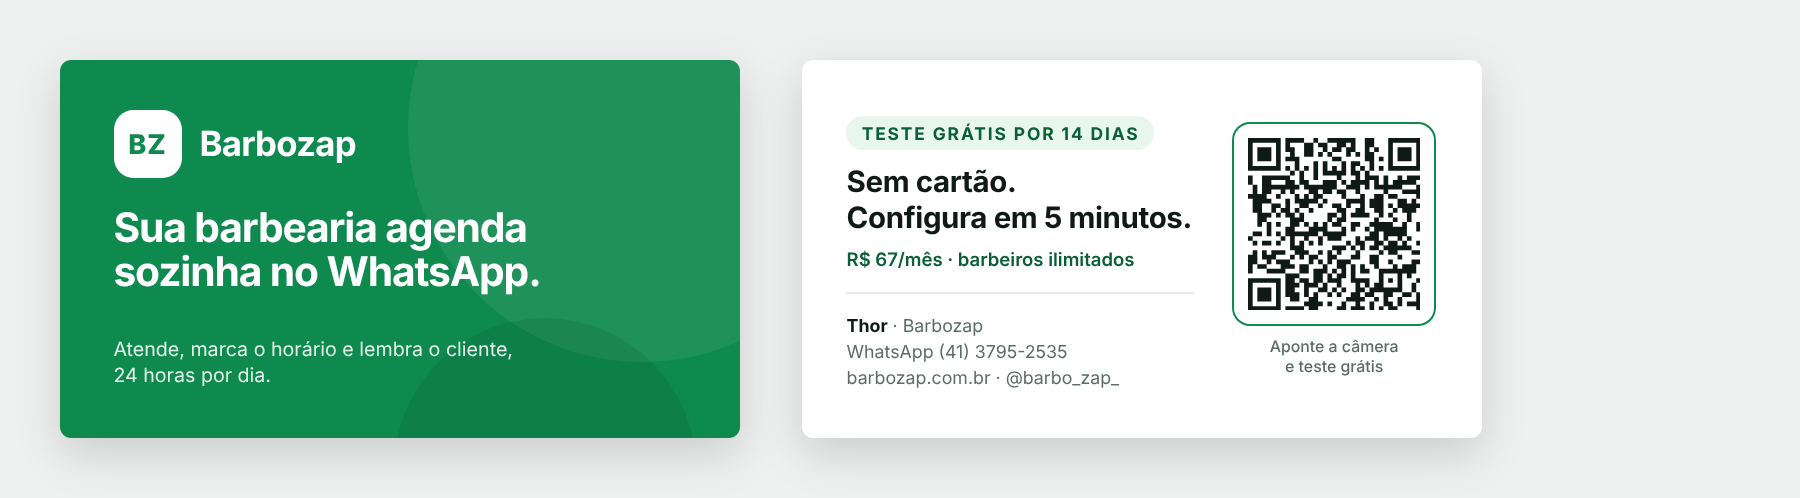 BZ
Barbozap
Sua barbearia agenda
sozinha no WhatsApp.
Atende, marca o horário e lembra o cliente,
24 horas por dia.
TESTE GRÁTIS POR 14 DIAS
Sem cartão.
Configura em 5 minutos.
R$ 67/mês · barbeiros ilimitados
Thor · Barbozap
WhatsApp (41) 3795-2535
barbozap.com.br · @barbo_zap_
Aponte a câmera
e teste grátis